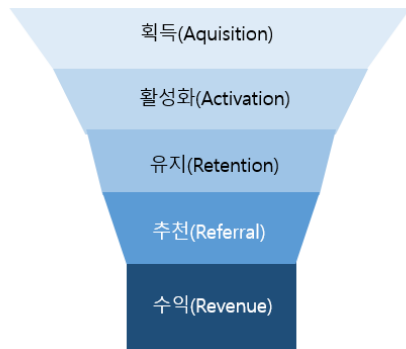 획득(Aquisition)
활성화(Activation)
유지(Retention)
추천(Referral)
수익(Revenue)